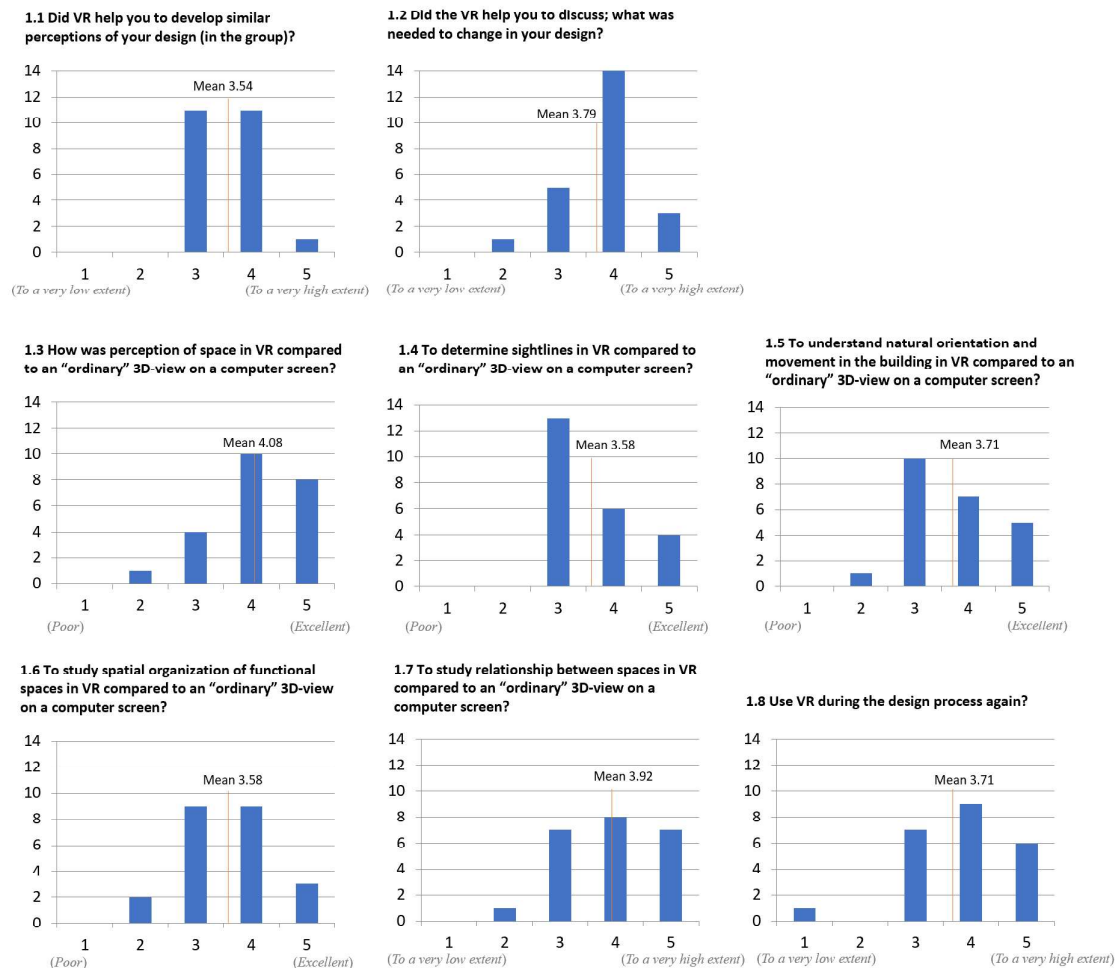 1.1 Did VR help you to develop similar
perceptions of your design (in the group)?
14
12
10
8
6
4
2
0
Mean 3.54
1
2
3
4
5
(To a very low extent)
(To a very high extent)
1.2 Did the VR help you to discuss; what was
needed to change in your design?
14
12
10
8
6
4
2
0
Mean 3.79
1
2
3
4
5
(To a very low extent)
(To a very high extent)
1.3 How was perception of space in VR compared
to an “ordinary” 3D-view on a computer screen?
14
12
10
8
6
4
2
0
Mean 4.08
1
2
3
4
5
(Poor)
(Excellent)
1.4 To determine sightlines in VR compared to
an “ordinary” 3D-view on a computer screen?
14
12
10
8
6
4
2
0
Mean 3.58
1
2
3
4
5
(Poor)
(Excellent)
1.5 To understand natural orientation and
movement in the building in VR compared to an
“ordinary” 3D-view on a computer screen?
14
12
10
8
6
4
2
0
Mean 3.71
1
2
3
4
5
(Poor)
(Excellent)
1.6 To study spatial organization of functional
spaces in VR compared to an “ordinary” 3D-view
on a computer screen?
14
12
10
8
6
4
2
0
Mean 3.58
1
2
3
4
5
(Poor)
(Excellent)
1.7 To study relationship between spaces in VR
compared to an “ordinary” 3D-view on a
computer screen?
14
12
10
8
6
4
2
0
Mean 3.92
1
2
3
4
5
(To a very low extent)
(To a very high extent)
1.8 Use VR during the design process again?
14
12
10
8
6
4
2
0
Mean 3.71
1
2
3
4
5
(To a very low extent)
(To a very high extent)